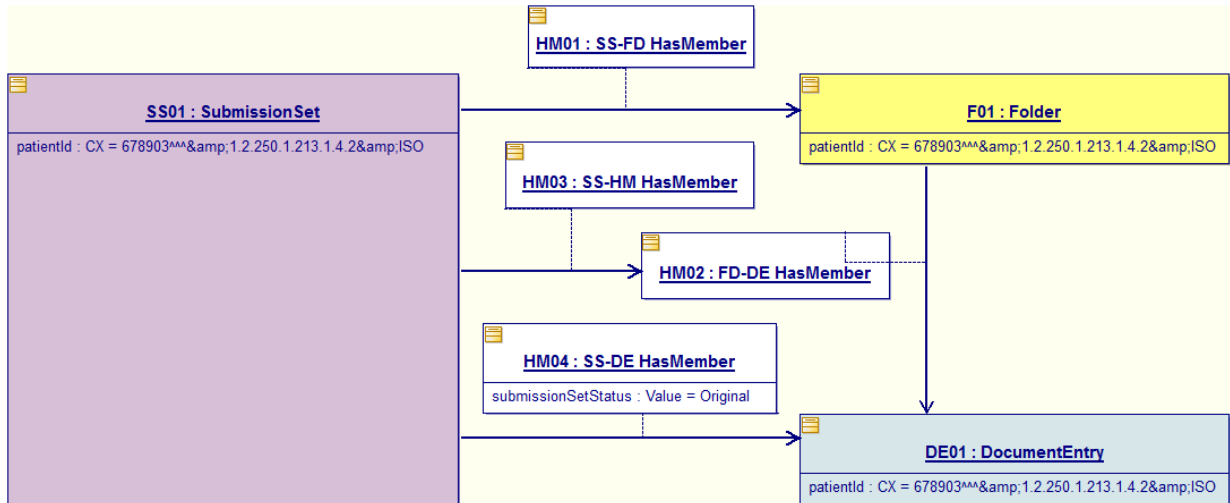 HM01 : SS-FD HasMember
SS01 : SubmissionSet
patientId : CX = 678903^^^&amp;1.2.250.1.213.1.4.2&amp;ISO
F01 : Folder
patientId : CX = 678903^^^&amp;1.2.250.1.213.1.4.2&amp;ISO
HM03 : SS-HM HasMember
HM02 : FD-DE HasMember
HM04 : SS-DE HasMember
submissionSetStatus : Value = Original
DE01 : DocumentEntry
patientId : CX = 678903^^^&amp;1.2.250.1.213.1.4.2&amp;ISO